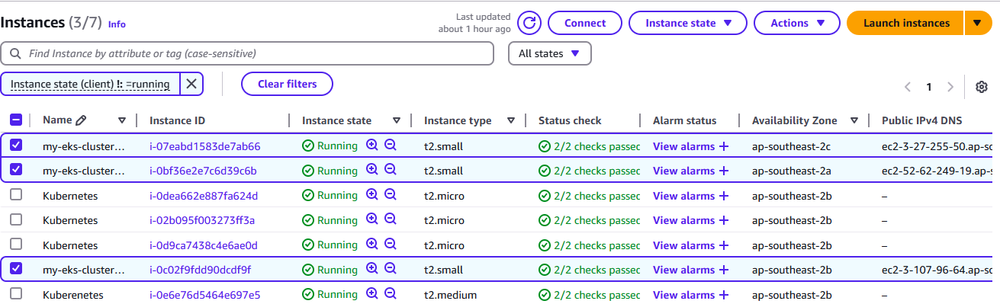 Instances (3/7) Info
Last updated
about 1 hour ago
Connect Instance state Actions Launch instances
Find Instance by attribute or tag (case-sensitive) All states
Instance state (client) !: =running Clear filters
1
Name Instance ID Instance state Instance type Status check Alarm status Availability Zone Public IPv4 DNS
my-eks-cluster… i-07eabd1583de7ab66 Running t2.small 2/2 checks passec View alarms + ap-southeast-2c ec2-3-27-255-50.ap-sc
my-eks-cluster… i-0bf36e2e7c6d39c6b Running t2.small 2/2 checks passec View alarms + ap-southeast-2a ec2-52-62-249-19.ap-s
Kubernetes i-0dea662e887fa624d Running t2.micro 2/2 checks passec View alarms + ap-southeast-2b –
Kubernetes i-02b095f003273ff3a Running t2.micro 2/2 checks passec View alarms + ap-southeast-2b –
Kubernetes i-0d9ca7438c4e6ae0d Running t2.micro 2/2 checks passec View alarms + ap-southeast-2b –
my-eks-cluster… i-0c02f9fdd90dcdf9f Running t2.small 2/2 checks passec View alarms + ap-southeast-2b ec2-3-107-96-64.ap-sc
Kuberenetes i-0e6e76d5464e697e5 Running t2.medium 2/2 checks passec View alarms + ap-southeast-2b –